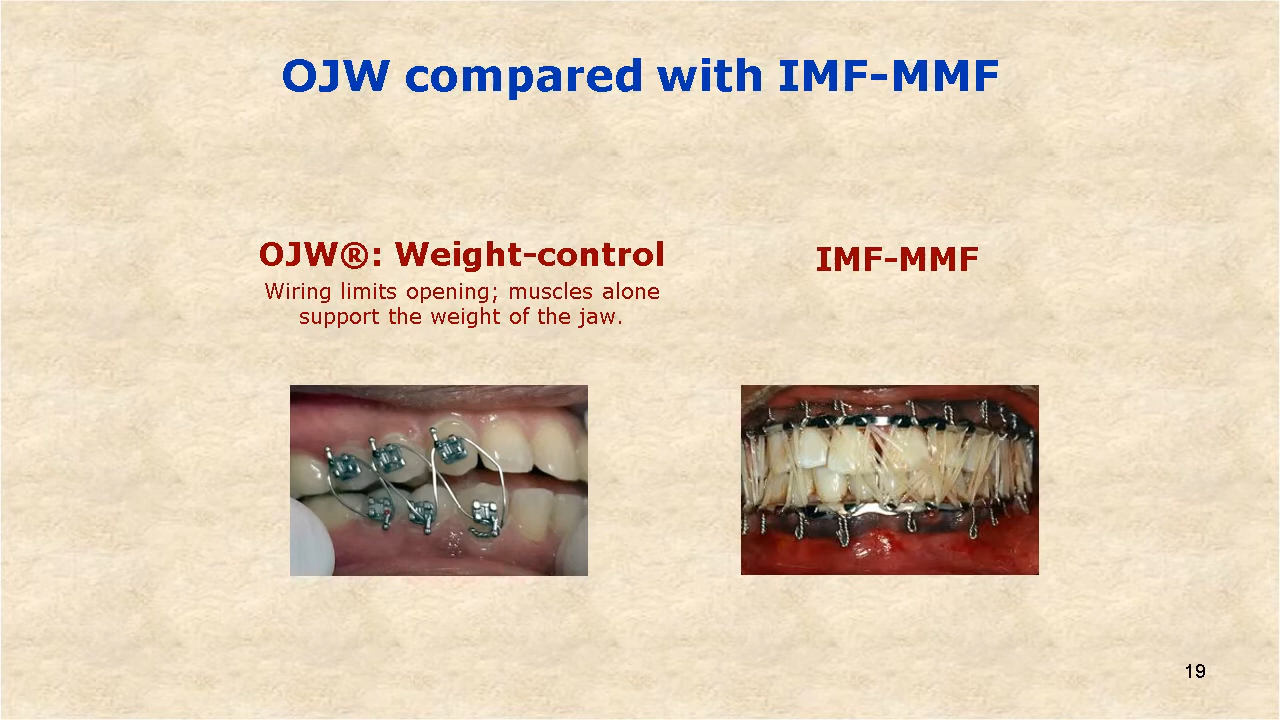 OJW compared with IMF-MMF
OJW®: Weight-control
Wiring limits opening; muscles alone
support the weight of the jaw.
IMF-MMF
19